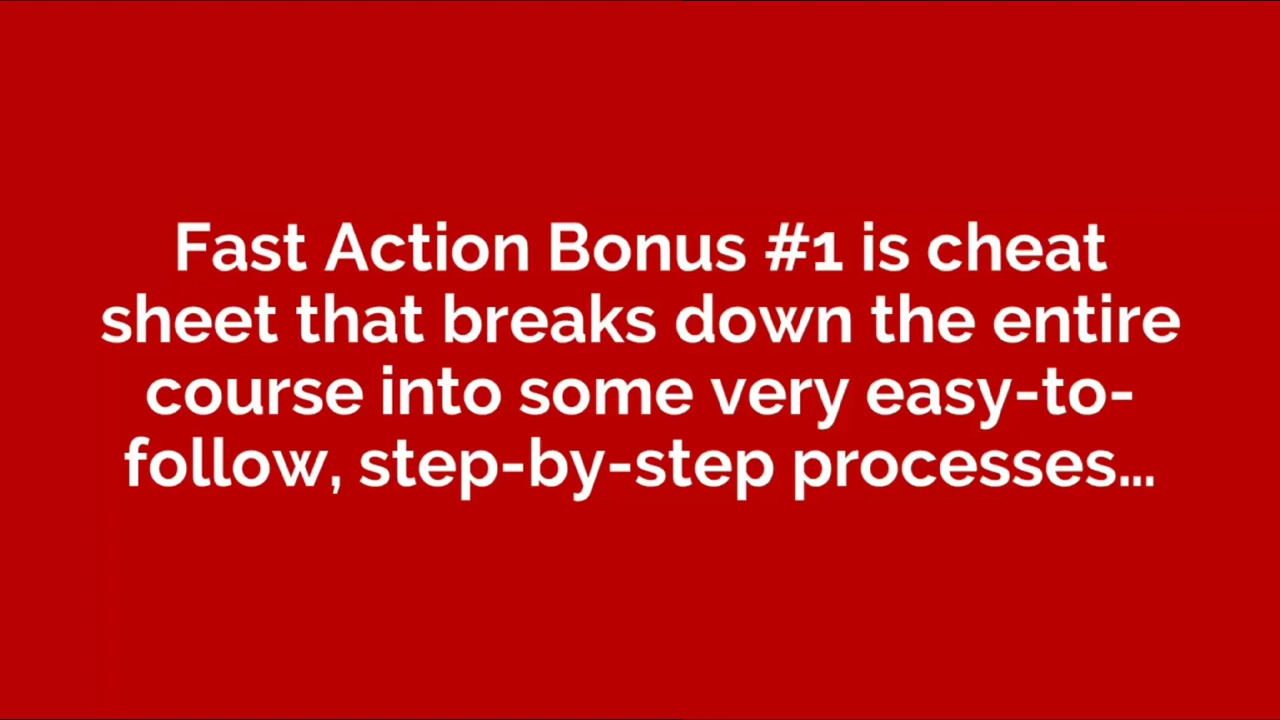 Fast Action Bonus #1 is cheat
sheet that breaks down the entire
course into some very easy-to-
follow, step-by-step processes...